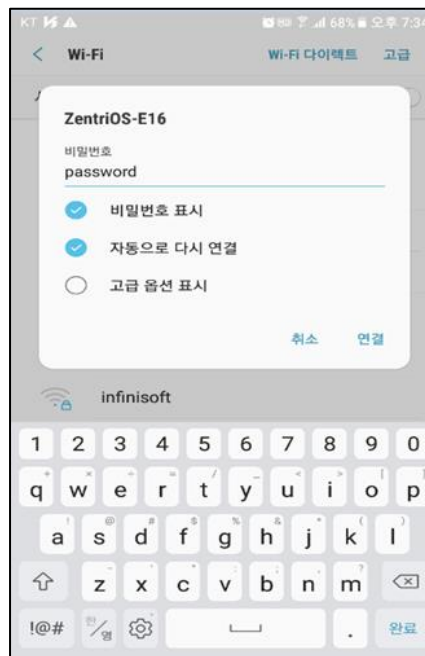 KT 68% 오후 7:34
Wi-Fi Wi-Fi 다이렉트 고급
ZentriOS-E16
비밀번호
password
비밀번호 표시
자동으로 다시 연결
고급 옵션 표시
취소 연결
infinisoft
1 2 3 4 5 6 7 8 9 0
q w e r t y u i o p
a s d f g h j k l
z x c v b n m
!@# 한/영 . 완료